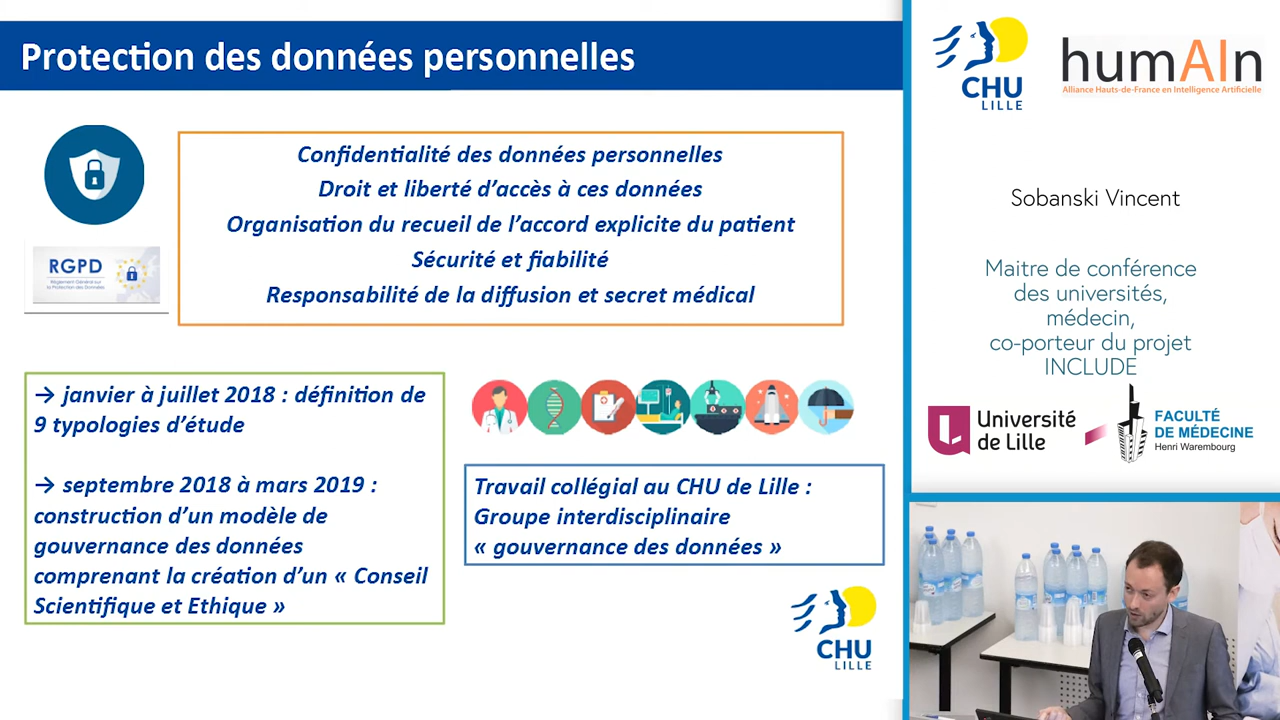 Protection des données personnelles
Confidentialité des données personnelles
Droit et liberté d’accès à ces données
Organisation du recueil de l’accord explicite du patient
Sécurité et fiabilité
Responsabilité de la diffusion et secret médical
RGPD
Règlement Général sur
la Protection des Données
→ janvier à juillet 2018 : définition de
9 typologies d’étude
→ septembre 2018 à mars 2019 :
construction d’un modèle de
gouvernance des données
comprenant la création d’un « Conseil
Scientifique et Ethique »
Travail collégial au CHU de Lille :
Groupe interdisciplinaire
« gouvernance des données »
CHU
LILLE
CHU
LILLE
humAIn
Alliance Hauts-de-France en Intelligence Artificielle
Sobanski Vincent
Maitre de conférence
des universités,
médecin,
co-porteur du projet
INCLUDE
Université
de Lille
FACULTÉ
DE MÉDECINE
Henri Warembourg